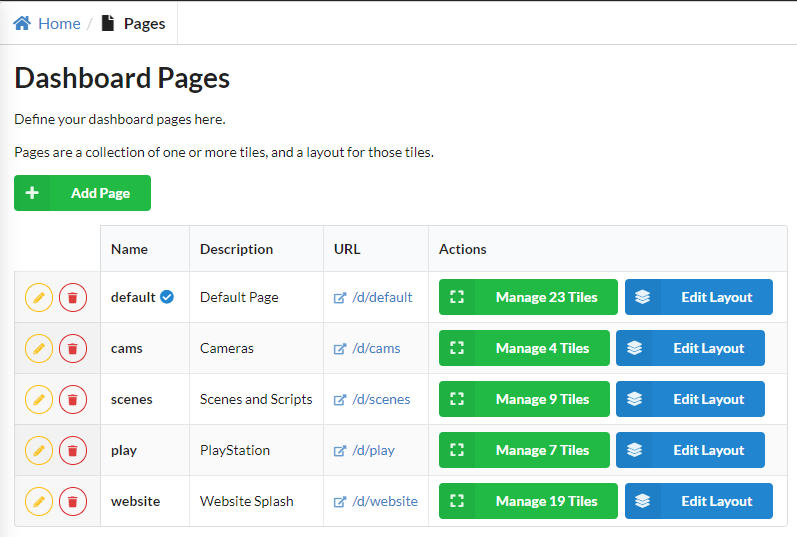 Home / Pages
Dashboard Pages
Define your dashboard pages here.
Pages are a collection of one or more tiles, and a layout for those tiles.
Add Page
Name Description URL Actions
default Default Page /d/default Manage 23 Tiles Edit Layout
cams Cameras /d/cams Manage 4 Tiles Edit Layout
scenes Scenes and Scripts /d/scenes Manage 9 Tiles Edit Layout
play PlayStation /d/play Manage 7 Tiles Edit Layout
website Website Splash /d/website Manage 19 Tiles Edit Layout